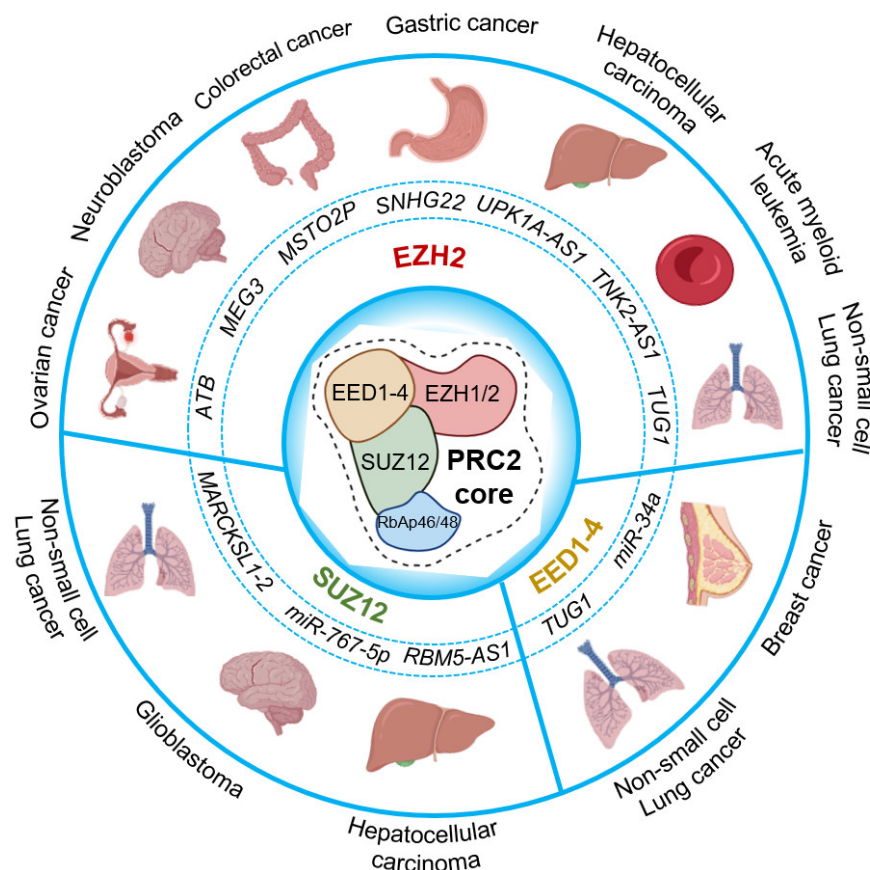 Gastric cancer
Hepatocellular
carcinoma
Acute myeloid
leukemia
Non-small cell
Lung cancer
Breast cancer
Non-small cell
Lung cancer
Hepatocellular
carcinoma
Glioblastoma
Non-small cell
Lung cancer
Ovarian cancer
Neuroblastoma
Colorectal cancer
ATB
MEG3
MSTO2P
SNHG22
UPK1A-AS1
TNK2-AS1
TUG1
miR-34a
TUG1
RBM5-AS1
miR-767-5p
MARCKSL1-2
EZH2
EED1-4
SUZ12
EED1-4
EZH1/2
SUZ12
PRC2
core
RbAp46/48